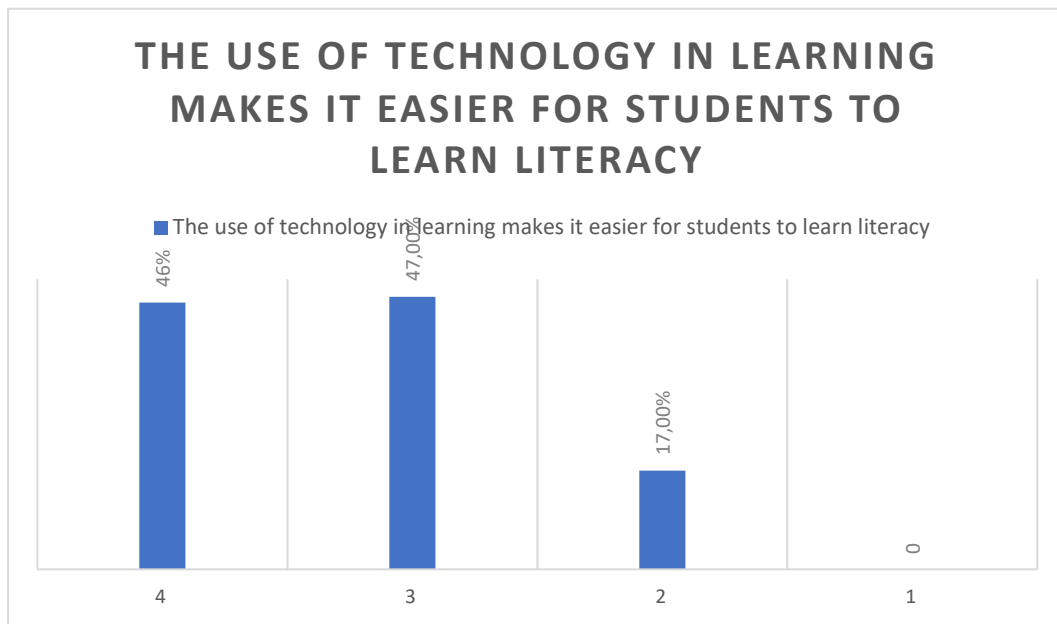 THE USE OF TECHNOLOGY IN LEARNING
MAKES IT EASIER FOR STUDENTS TO
LEARN LITERACY
The use of technology in learning makes it easier for students to learn literacy
46%
47,00%
17,00%
0
4
3
2
1